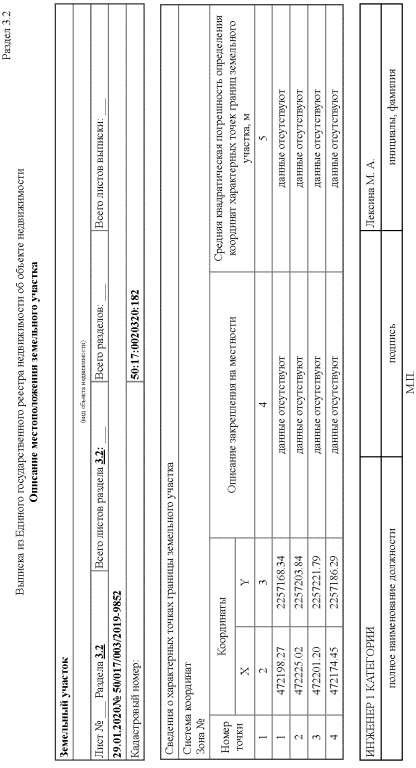 Раздел 3.2
Выписка из Единого государственного реестра недвижимости об объекте недвижимости
Описание местоположения земельного участка
Земельный участок
(вид объекта недвижимости)
Лист №___ Раздела 3.2 Всего листов раздела 3.2: ___ Всего разделов: ___ Всего листов выписки: ___
29.01.2020№ 50/017/003/2019-9852
Кадастровый номер: 50:17:0020320:182
Сведения о характерных точках границы земельного участка
Система координат
Зона №
Номер точки Координаты Описание закрепления на местности Средняя квадратическая погрешность определения координат характерных точек границ земельного участка, м
X Y
1 2 3 4 5
1 472198.27 2257168.34 данные отсутствуют данные отсутствуют
2 472225.02 2257203.84 данные отсутствуют данные отсутствуют
3 472201.20 2257221.79 данные отсутствуют данные отсутствуют
4 472174.45 2257186.29 данные отсутствуют данные отсутствуют
ИНЖЕНЕР 1 КАТЕГОРИИ Лексина М. А.
полное наименование должности подпись инициалы, фамилия
М.П.